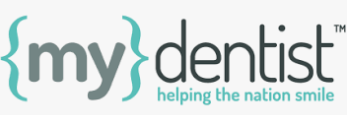 {my}dentist™
helping the nation smile